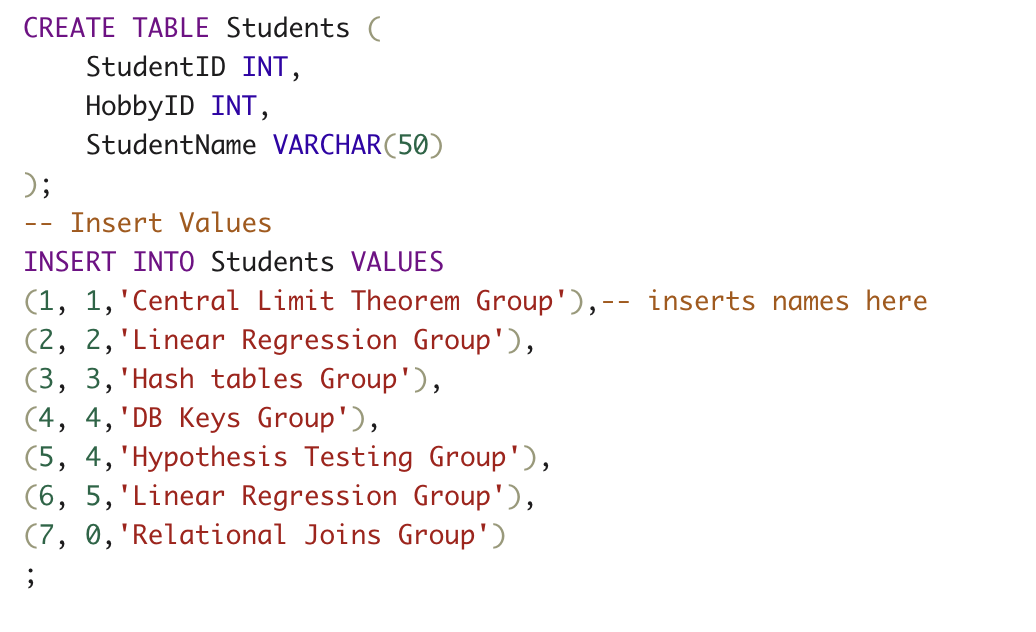 CREATE TABLE Students (
    StudentID INT,
    HobbyID INT,
    StudentName VARCHAR(50)
);
-- Insert Values
INSERT INTO Students VALUES
(1, 1,'Central Limit Theorem Group'),-- inserts names here
(2, 2,'Linear Regression Group'),
(3, 3,'Hash tables Group'),
(4, 4,'DB Keys Group'),
(5, 4,'Hypothesis Testing Group'),
(6, 5,'Linear Regression Group'),
(7, 0,'Relational Joins Group')
;